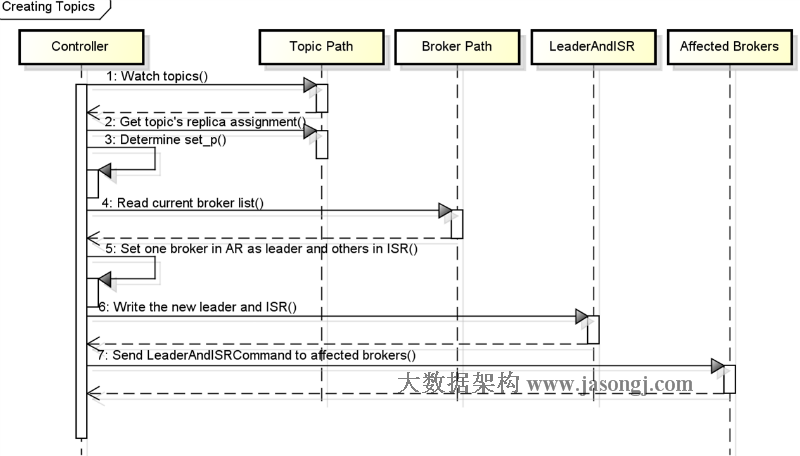 Creating Topics
Controller
Topic Path
Broker Path
LeaderAndISR
Affected Brokers
1: Watch topics()
2: Get topic's replica assignment()
3: Determine set_p()
4: Read current broker list()
5: Set one broker in AR as leader and others in ISR()
6: Write the new leader and ISR()
7: Send LeaderAndISRCommand to affected brokers()
大数据架构 www.jasongj.com